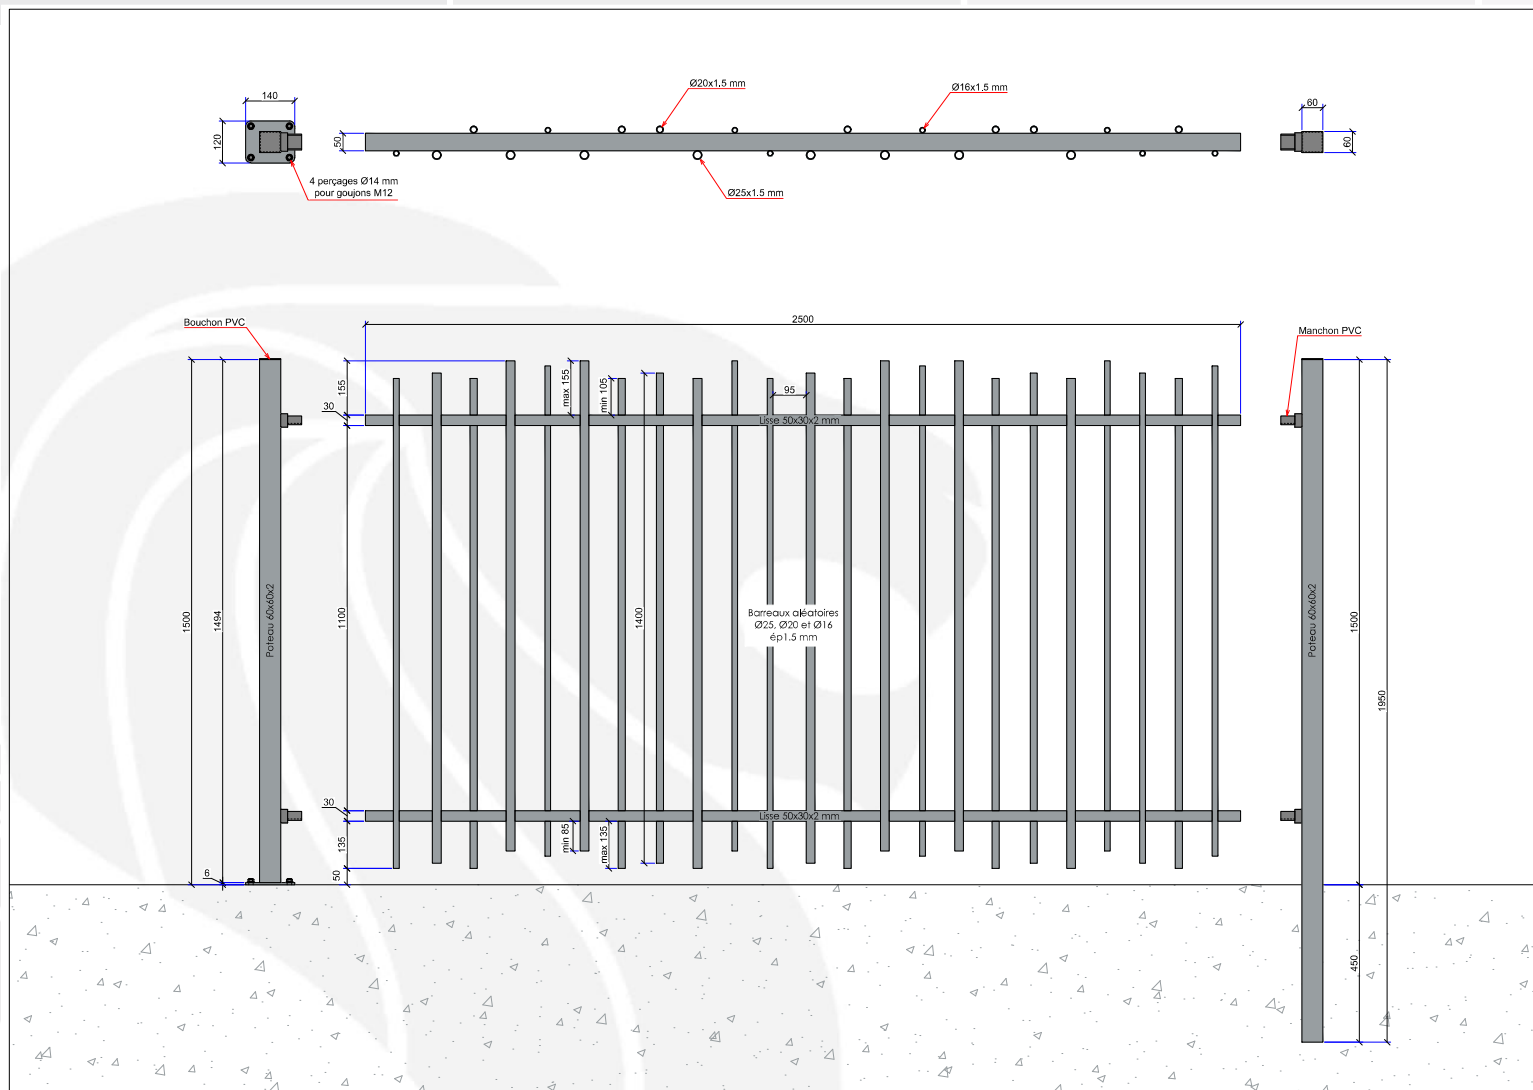 140
120
4 perçages Ø14 mm
pour goujons M12
50
Ø20x1.5 mm
Ø16x1.5 mm
Ø25x1.5 mm
60
60
Bouchon PVC
2500
Manchon PVC
155
30
max 155
min 105
95
Lisse 50x30x2 mm
1500
1494
Poteau 60x60x2
1100
1400
Barreaux aléatoires
Ø25, Ø20 et Ø16
ép1.5 mm
Poteau 60x60x2
1500
1950
30
135
min 85
max 135
Lisse 50x30x2 mm
6
50
450